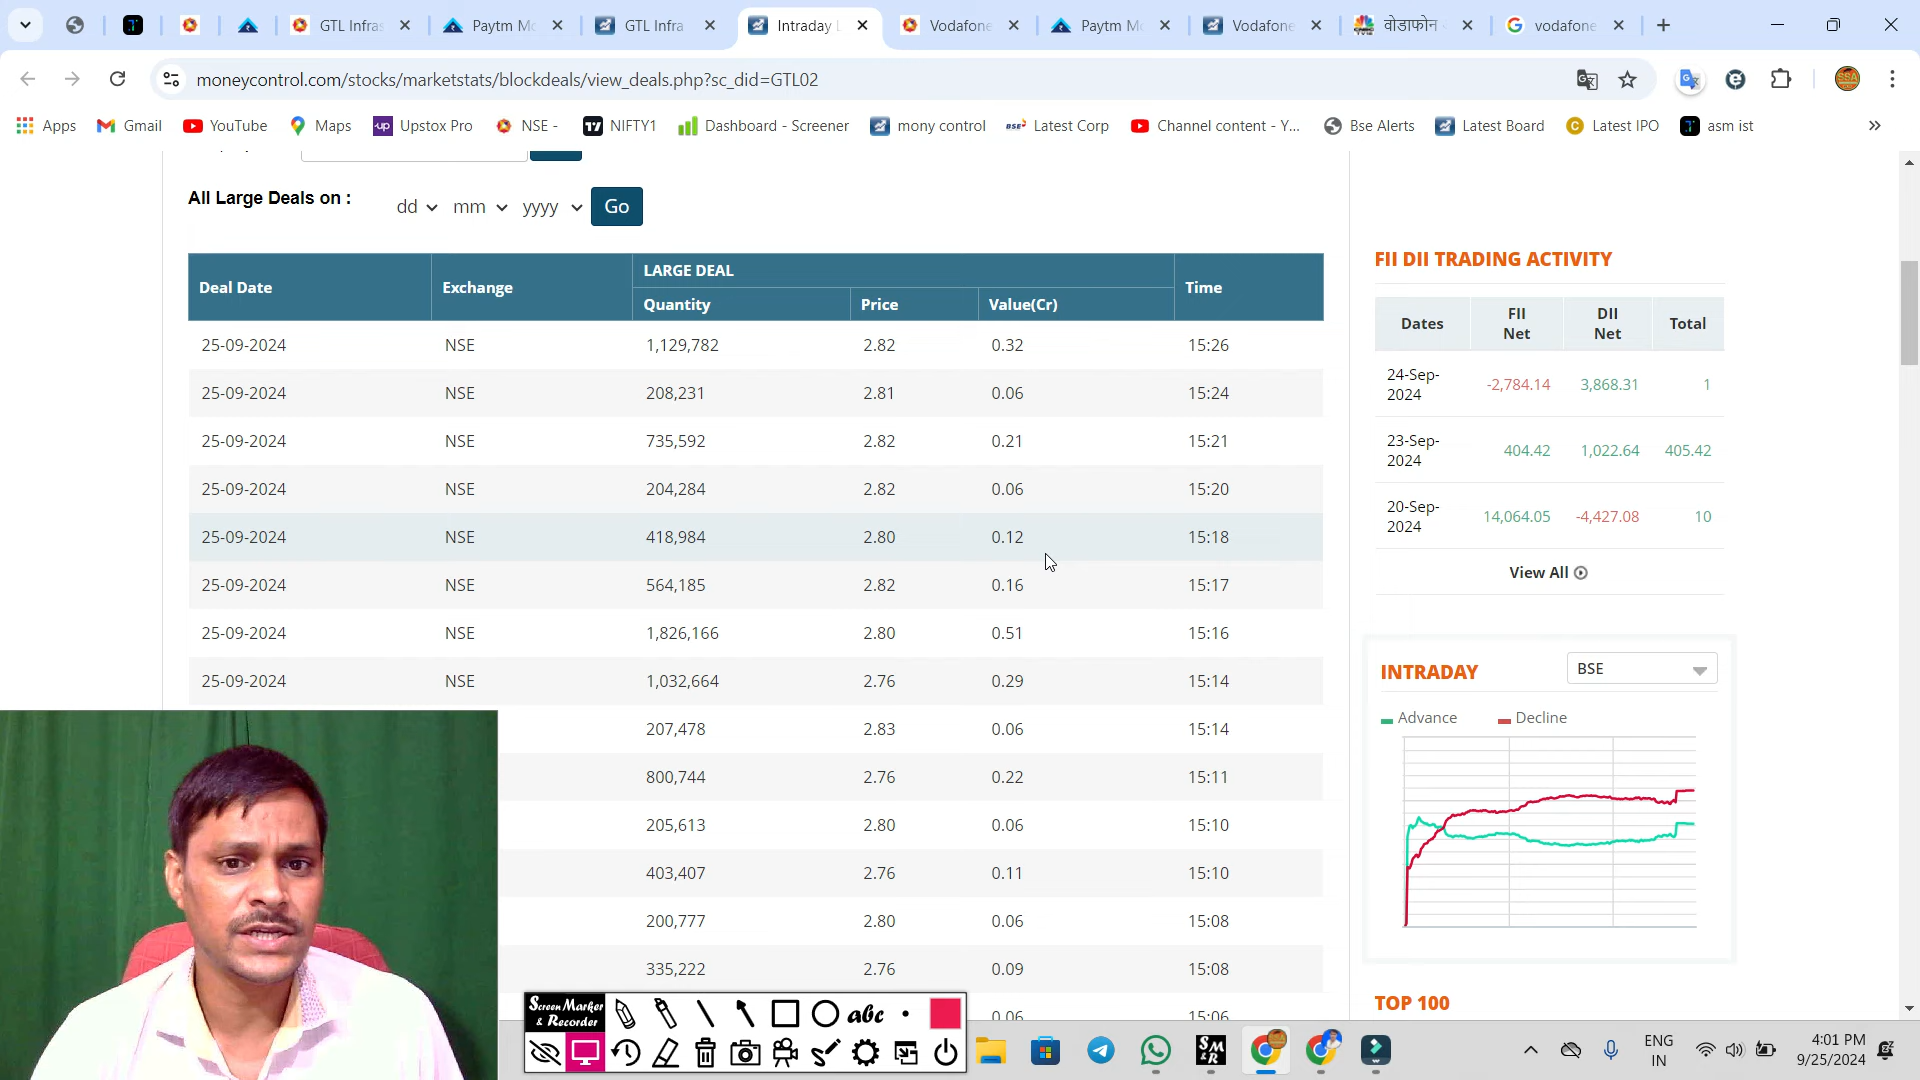 GTL Infras
Paytm Mo
GTL Infra
Intraday L
Vodafone
Paytm Mo
Vodafone
वोडाफोन
vodafone
moneycontrol.com/stocks/marketstats/blockdeals/view_deals.php?sc_did=GTL02
Apps
Gmail
YouTube
Maps
Upstox Pro
NSE -
NIFTY1
Dashboard - Screener
mony control
Latest Corp
Channel content - Y...
Bse Alerts
Latest Board
Latest IPO
asm ist
All Large Deals on :
dd
mm
yyyy
Go
Deal Date Exchange LARGE DEAL Time
Quantity Price Value(Cr)
25-09-2024 NSE 1,129,782 2.82 0.32 15:26
25-09-2024 NSE 208,231 2.81 0.06 15:24
25-09-2024 NSE 735,592 2.82 0.21 15:21
25-09-2024 NSE 204,284 2.82 0.06 15:20
25-09-2024 NSE 418,984 2.80 0.12 15:18
25-09-2024 NSE 564,185 2.82 0.16 15:17
25-09-2024 NSE 1,826,166 2.80 0.51 15:16
25-09-2024 NSE 1,032,664 2.76 0.29 15:14
207,478 2.83 0.06 15:14
800,744 2.76 0.22 15:11
205,613 2.80 0.06 15:10
403,407 2.76 0.11 15:10
200,777 2.80 0.06 15:08
335,222 2.76 0.09 15:08
0.06 15:06
FII DII TRADING ACTIVITY
Dates FII Net DII Net Total
24-Sep-2024 -2,784.14 3,868.31 1
23-Sep-2024 404.42 1,022.64 405.42
20-Sep-2024 14,064.05 -4,427.08 10
View All
INTRADAY
BSE
Advance
Decline
TOP 100
Screen Marker
& Recorder
abc
SM
&R
ENG
IN
4:01 PM
9/25/2024